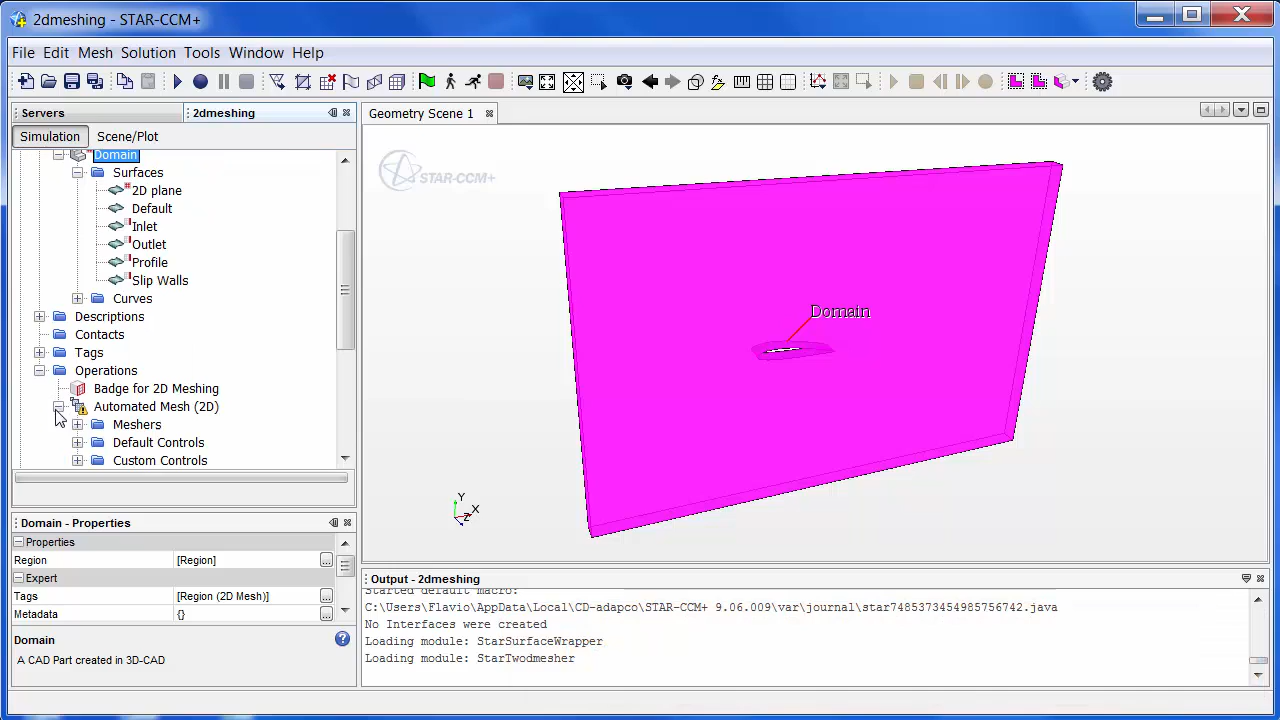 2dmeshing - STAR-CCM+
File Edit Mesh Solution Tools Window Help
Servers
2dmeshing
Geometry Scene 1
Simulation
Scene/Plot
Domain
Surfaces
2D plane
Default
Inlet
Outlet
Profile
Slip Walls
Curves
Descriptions
Contacts
Tags
Operations
Badge for 2D Meshing
Automated Mesh (2D)
Meshers
Default Controls
Custom Controls
STAR-CCM+
Domain
Y
X
Z
Domain - Properties
Properties
Region [Region]
Expert
Tags [Region (2D Mesh)]
Metadata {}
Domain
A CAD Part created in 3D-CAD
Output - 2dmeshing
Started default macro:
C:\Users\Flavio\AppData\Local\CD-adapco\STAR-CCM+ 9.06.009\var\journal\star7485373454985756742.java
No Interfaces were created
Loading module: StarSurfaceWrapper
Loading module: StarTwodmesher